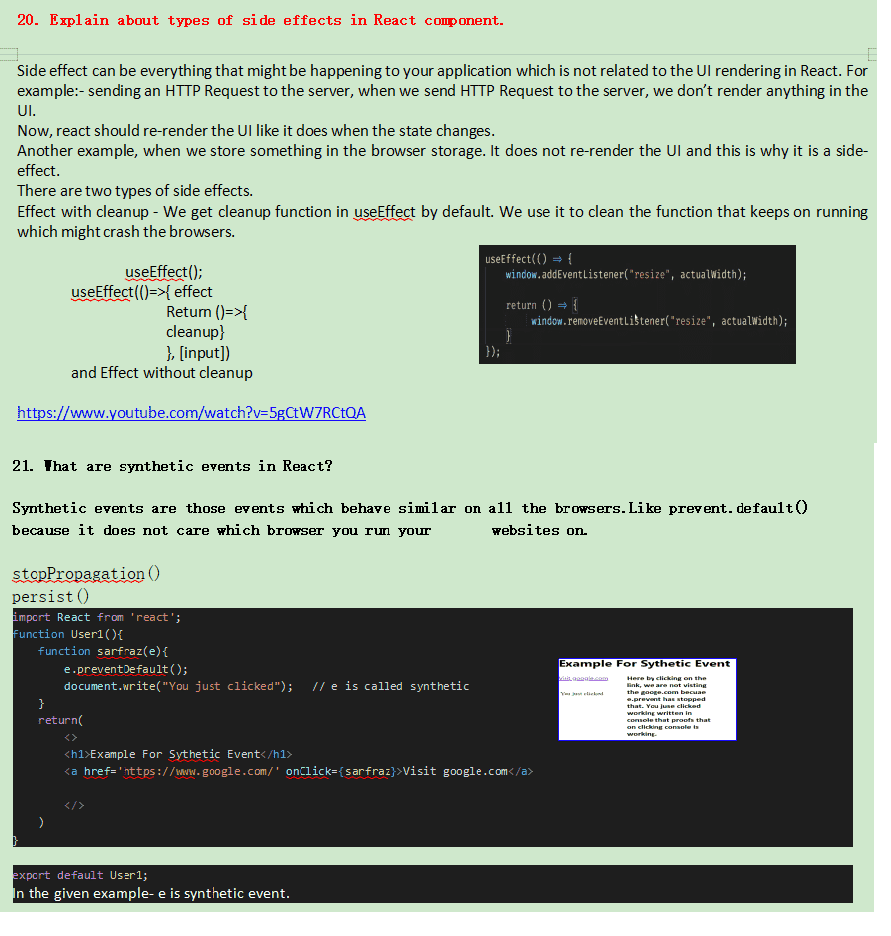 20. Explain about types of side effects in React component.
Side effect can be everything that might be happening to your application which is not related to the UI rendering in React. For
example:- sending an HTTP Request to the server, when we send HTTP Request to the server, we don't render anything in the
UI.
Now, react should re-render the UI like it does when the state changes.
Another example, when we store something in the browser storage. It does not re-render the UI and this is why it is a side-
effect.
There are two types of side effects.
Effect with cleanup - We get cleanup function in useEffect by default. We use it to clean the function that keeps on running
which might crash the browsers.
useEffect();
useEffect(()=>{ effect
Return ()=>{
cleanup}
}, [input])
and Effect without cleanup
useEffect(() ⇒ {
window.addEventListener("resize", actualWidth);
return () ⇒ {
window.removeEventListener("resize", actualWidth);
}
});
https://www.youtube.com/watch?v=5gCtW7RCtQA
21. What are synthetic events in React?
Synthetic events are those events which behave similar on all the browsers.Like prevent.default()
because it does not care which browser you run your websites on.
stopPropagation()
persist()
import React from 'react';
function User1(){
function sarfraz(e){
e.preventDefault();
document.write("You just clicked"); // e is called synthetic
}
return(
<>
<h1>Example For Sythetic Event</h1>
<a href='https://www.google.com/' onClick={sarfraz}>Visit google.com</a>
</>
)
}
Example For Sythetic Event
Visit google.com
You just clicked
Here by clicking on the
link, we are not visting
the googe.com becuae
e.prevent has stopped
that. You juse clicked
working written in
console that proofs that
on clicking console is
working.
export default User1;
In the given example- e is synthetic event.